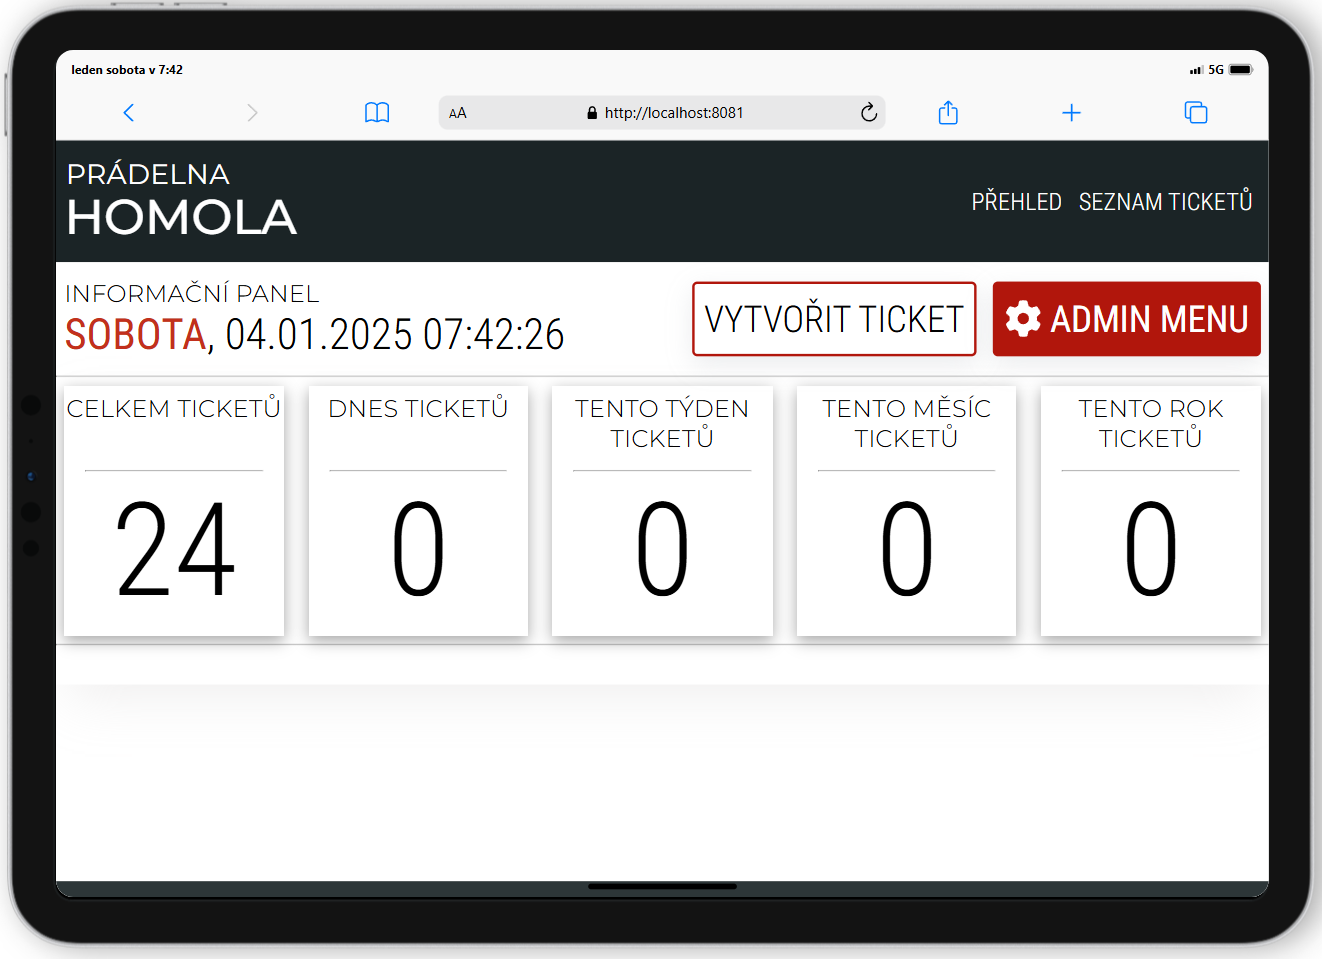 leden sobota v 7:42
5G
AA
http://localhost:8081
PRÁDELNA
HOMOLA
PŘEHLED SEZNAM TICKETŮ
INFORMAČNÍ PANEL
SOBOTA, 04.01.2025 07:42:26
VYTVOŘIT TICKET
ADMIN MENU
CELKEM TICKETŮ
24
DNES TICKETŮ
0
TENTO TÝDEN
TICKETŮ
0
TENTO MĚSÍC
TICKETŮ
0
TENTO ROK
TICKETŮ
0